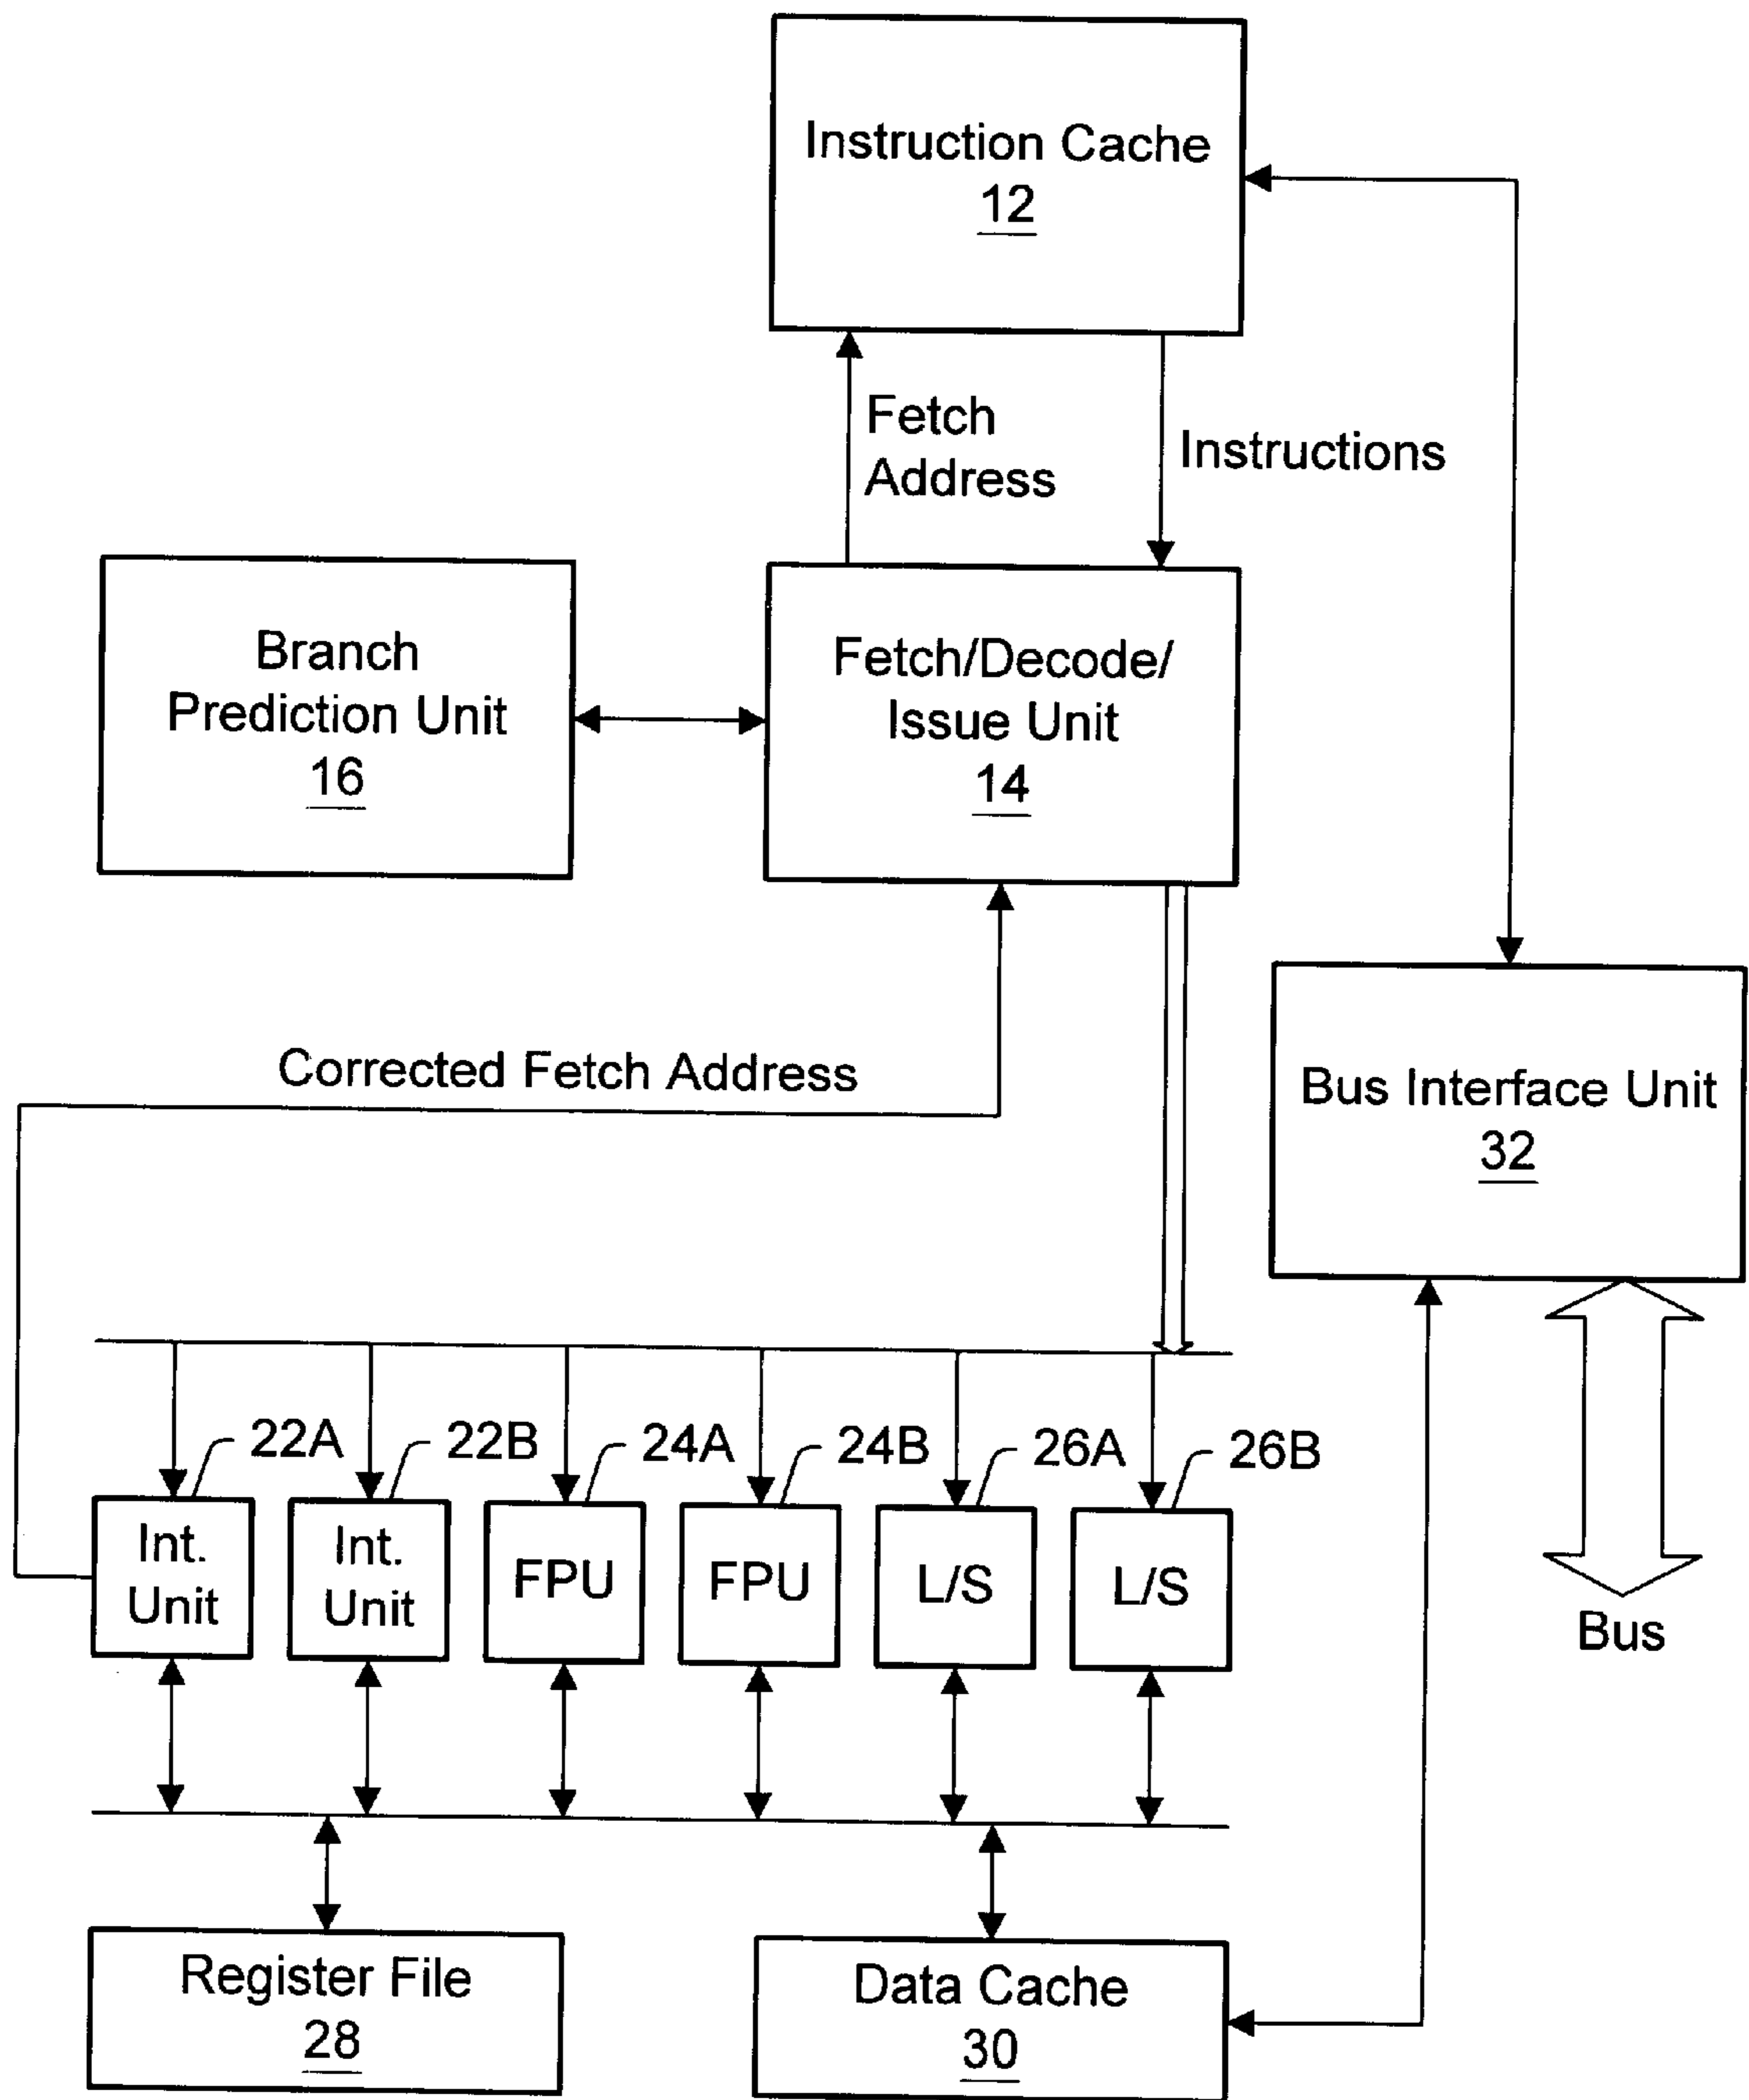 Instruction Cache
12
Fetch
Address
Instructions
Branch
Prediction Unit
16
Fetch/Decode/
Issue Unit
14
Corrected Fetch Address
Bus Interface Unit
32
22A
22B
24A
24B
26A
26B
Int.
Unit
Int.
Unit
FPU
FPU
L/S
L/S
Bus
Register File
28
Data Cache
30